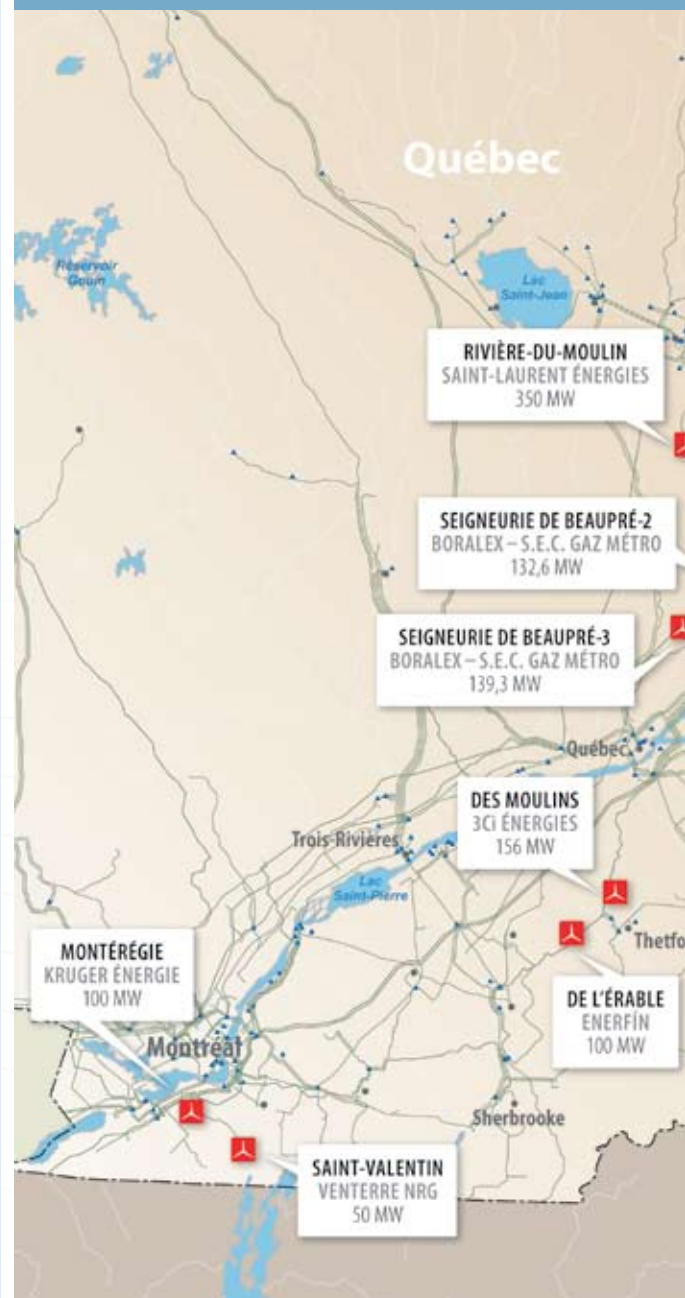 Québec
Réservoir
Gouin
Lac
Saint-Jean
RIVIÈRE-DU-MOULIN
SAINT-LAURENT ÉNERGIES
350 MW
SEIGNEURIE DE BEAUPRÉ-2
BORALEX – S.E.C. GAZ MÉTRO
132,6 MW
SEIGNEURIE DE BEAUPRÉ-3
BORALEX – S.E.C. GAZ MÉTRO
139,3 MW
Québec
DES MOULINS
3Ci ÉNERGIES
156 MW
Trois-Rivières
Lac
Saint-Pierre
Thetfo
MONTÉRÉGIE
KRUGER ÉNERGIE
100 MW
DE L'ÉRABLE
ENERFÍN
100 MW
Montréal
Sherbrooke
SAINT-VALENTIN
VENTERRE NRG
50 MW